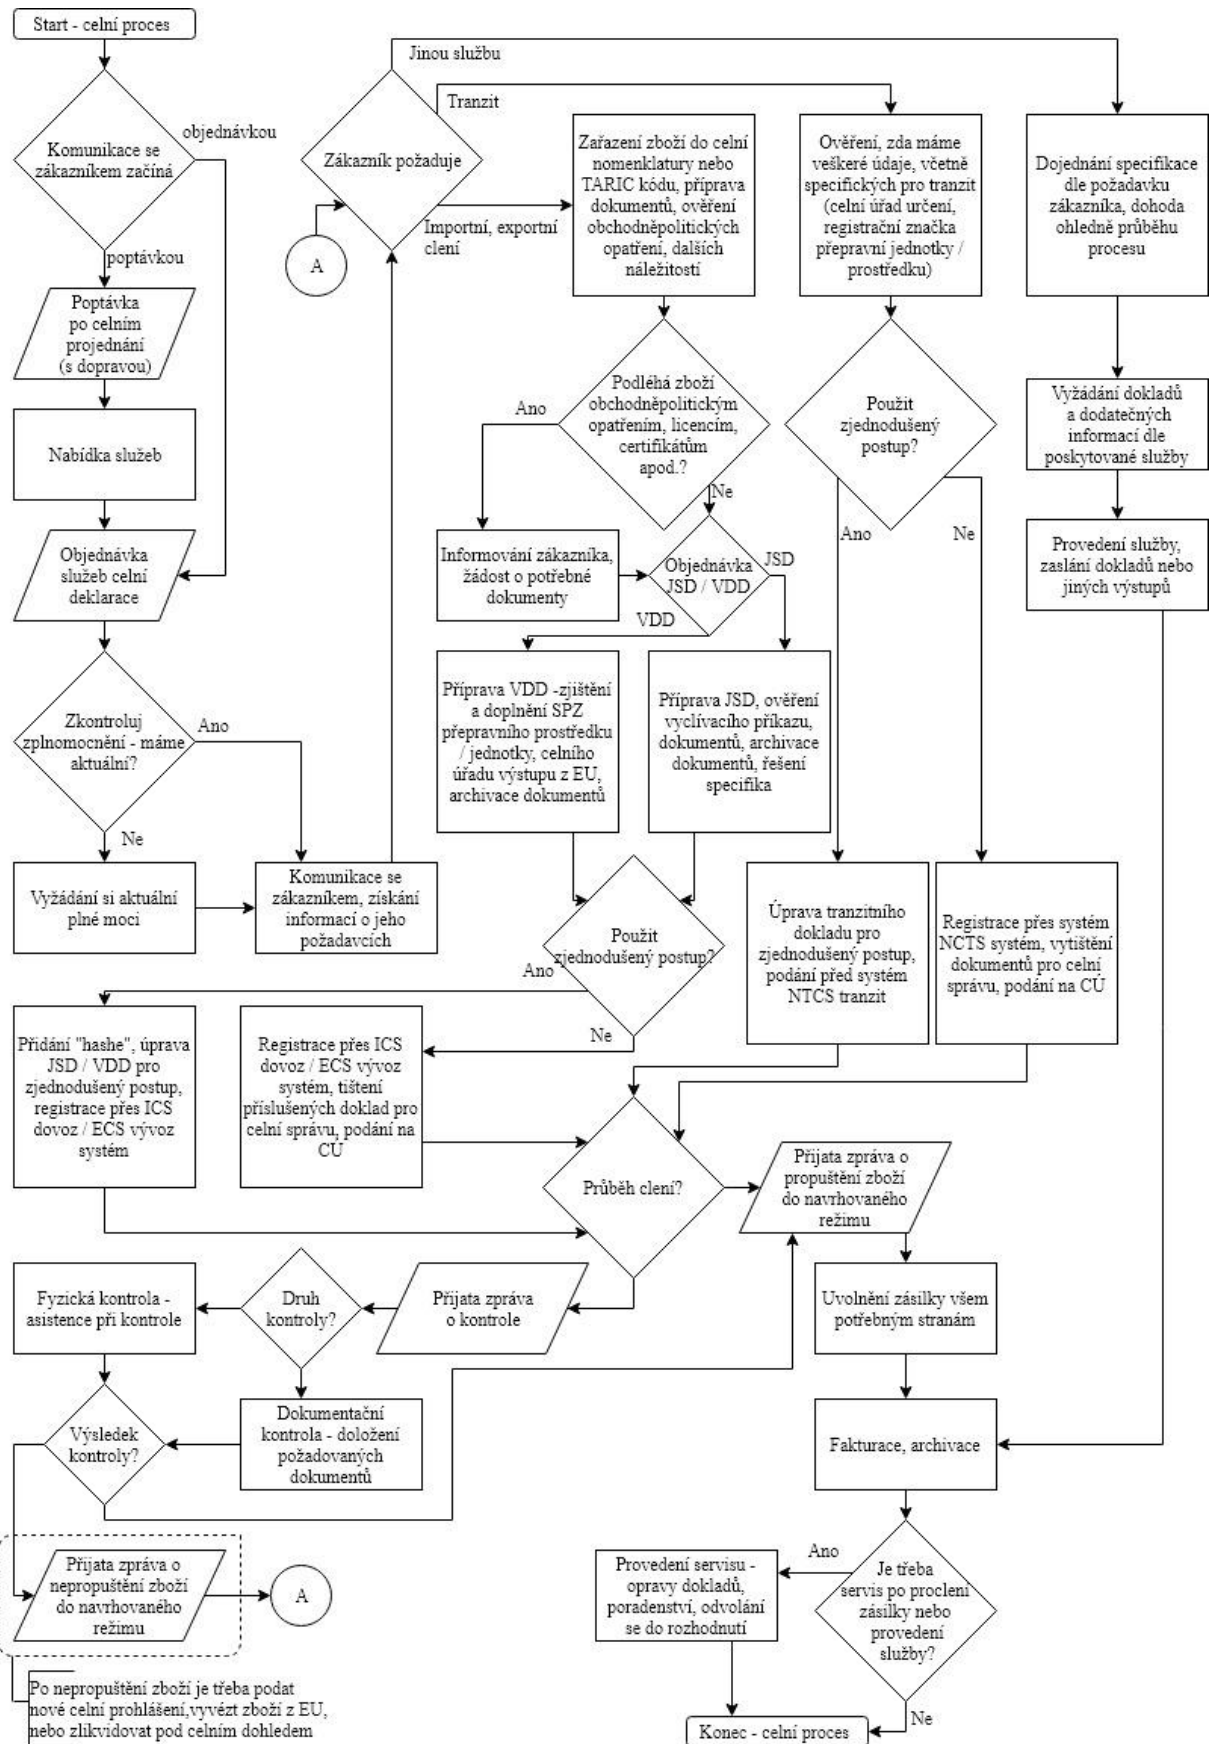 Start - celní proces
Komunikace se
zákazníkem začíná
objednávkou
poptávkou
Poptávka
po celním
projednání
(s dopravou)
Nabídka služeb
Objednávka
služeb celní
deklarace
Zkontroluj
zplnomocnění - máme
aktuální?
Ano
Ne
Vyžádání si aktuální
plné moci
Komunikace se
zákazníkem, získání
informací o jeho
požadavcích
A
Zákazník požaduje
Jinou službu
Tranzit
Importní, exportní
clení
Zařazení zboží do celní
nomenklatury nebo
TARIC kódu, příprava
dokumentů, ověření
obchodněpolitických
opatření, dalších
náležitostí
Ověření, zda máme
veškeré údaje, včetně
specifických pro tranzit
(celní úřad určení,
registrační značka
přepravní jednotky /
prostředku)
Dojednání specifikace
dle požadavku
zákazníka, dohoda
ohledně průběhu
procesu
Podléhá zboží
obchodněpolitickým
opatřením, licencím,
certifikátům
apod.?
Ano
Ne
Použit
zjednodušený
postup?
Ano
Ne
Vyžádání dokladů
a dodatečných
informací dle
poskytované služby
Informování zákazníka,
žádost o potřebné
dokumenty
Objednávka
JSD / VDD
JSD
VDD
Provedení služby,
zaslání dokladů nebo
jiných výstupů
Příprava VDD -zjištění
a doplnění SPZ
přepravního prostředku
/ jednotky, celního
úřadu výstupu z EU,
archivace dokumentů
Příprava JSD, ověření
vyclívacího příkazu,
dokumentů, archivace
dokumentů, řešení
specifika
Použit
zjednodušený postup?
Ano
Ne
Úprava tranzitního
dokladu pro
zjednodušený postup,
podání před systém
NTCS tranzit
Registrace přes systém
NCTS systém, vytištění
dokumentů pro celní
správu, podání na CÚ
Přidání "hashe", úprava
JSD / VDD pro
zjednodušený postup,
registrace přes ICS
dovoz / ECS vývoz
systém
Registrace přes ICS
dovoz / ECS vývoz
systém, tištení
příslušných doklad pro
celní správu, podání na
CÚ
Průběh clení?
Přijata zpráva o
propuštění zboží
do navrhovaného
režimu
Fyzická kontrola -
asistence při kontrole
Druh
kontroly?
Přijata zpráva
o kontrole
Uvolnění zásilky všem
potřebným stranám
Výsledek
kontroly?
Dokumentační
kontrola - doložení
požadovaných
dokumentů
Fakturace, archivace
Přijata zpráva o
nepropuštění zboží
do navrhovaného
režimu
A
Provedení servisu -
opravy dokladů,
poradenství, odvolání
se do rozhodnutí
Ano
Je třeba
servis po proclení
zásilky nebo
provedení
služby?
Ne
Po nepropuštění zboží je třeba podat
nové celní prohlášení,vyvézt zboží z EU,
nebo zlikvidovat pod celním dohledem
Konec - celní proces